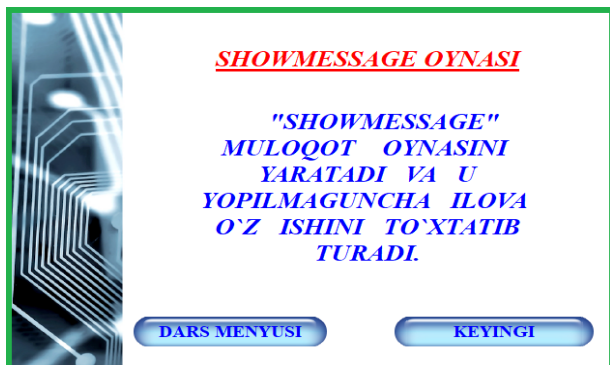 SHOWMESSAGE OYNASI
"SHOWMESSAGE"
MULOQOT OYNASINI
YARATADI VA U
YOPILMAGUNCHA ILOVA
O`Z ISHINI TO`XTATIB
TURADI.
DARS MENYUSI KEYINGI